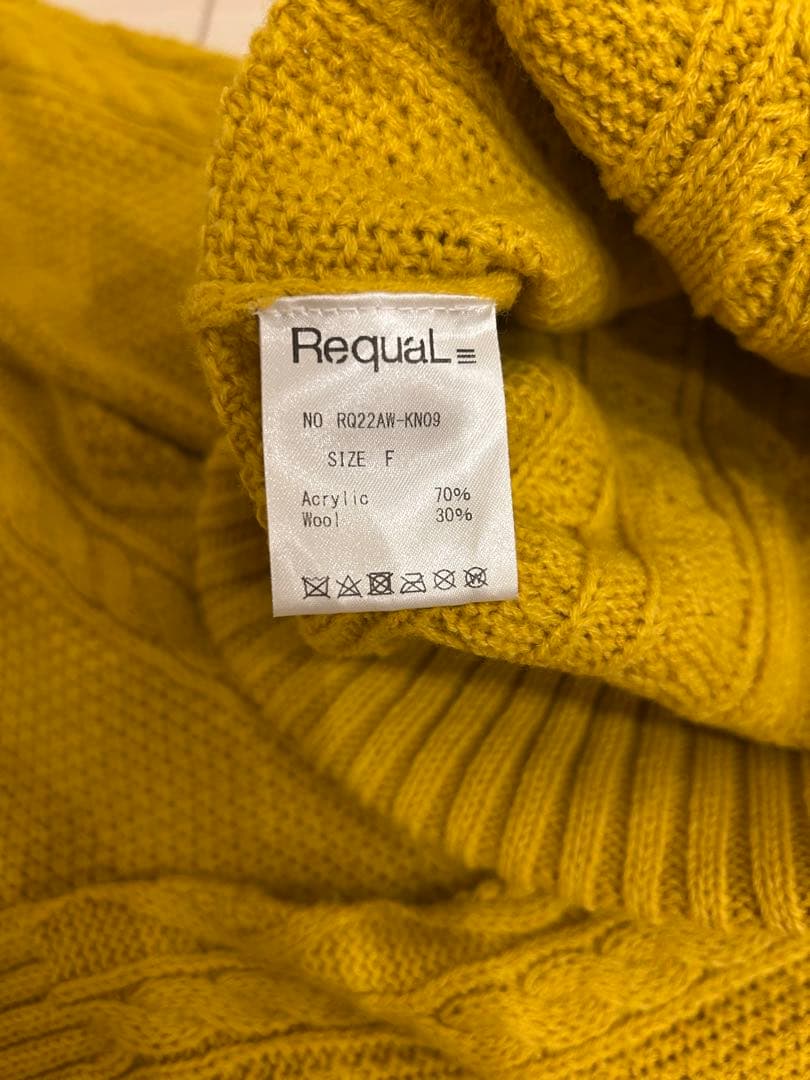 RequaL≡
NO RQ22AW-KN09
SIZE F
Acrylic 70%
Wool 30%